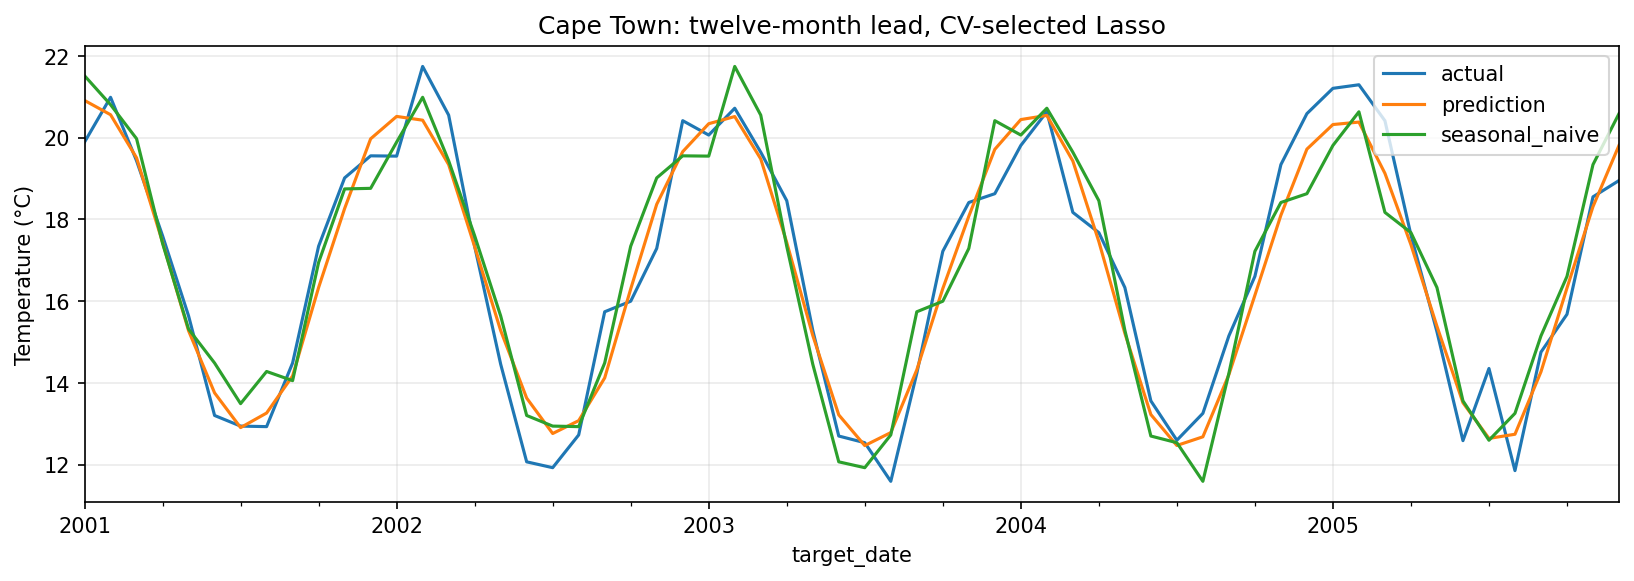 Cape Town: twelve-month lead, CV-selected Lasso
22
20
18
16
14
12
Temperature (°C)
actual
prediction
seasonal_naive
2001
2002
2003
2004
2005
target_date